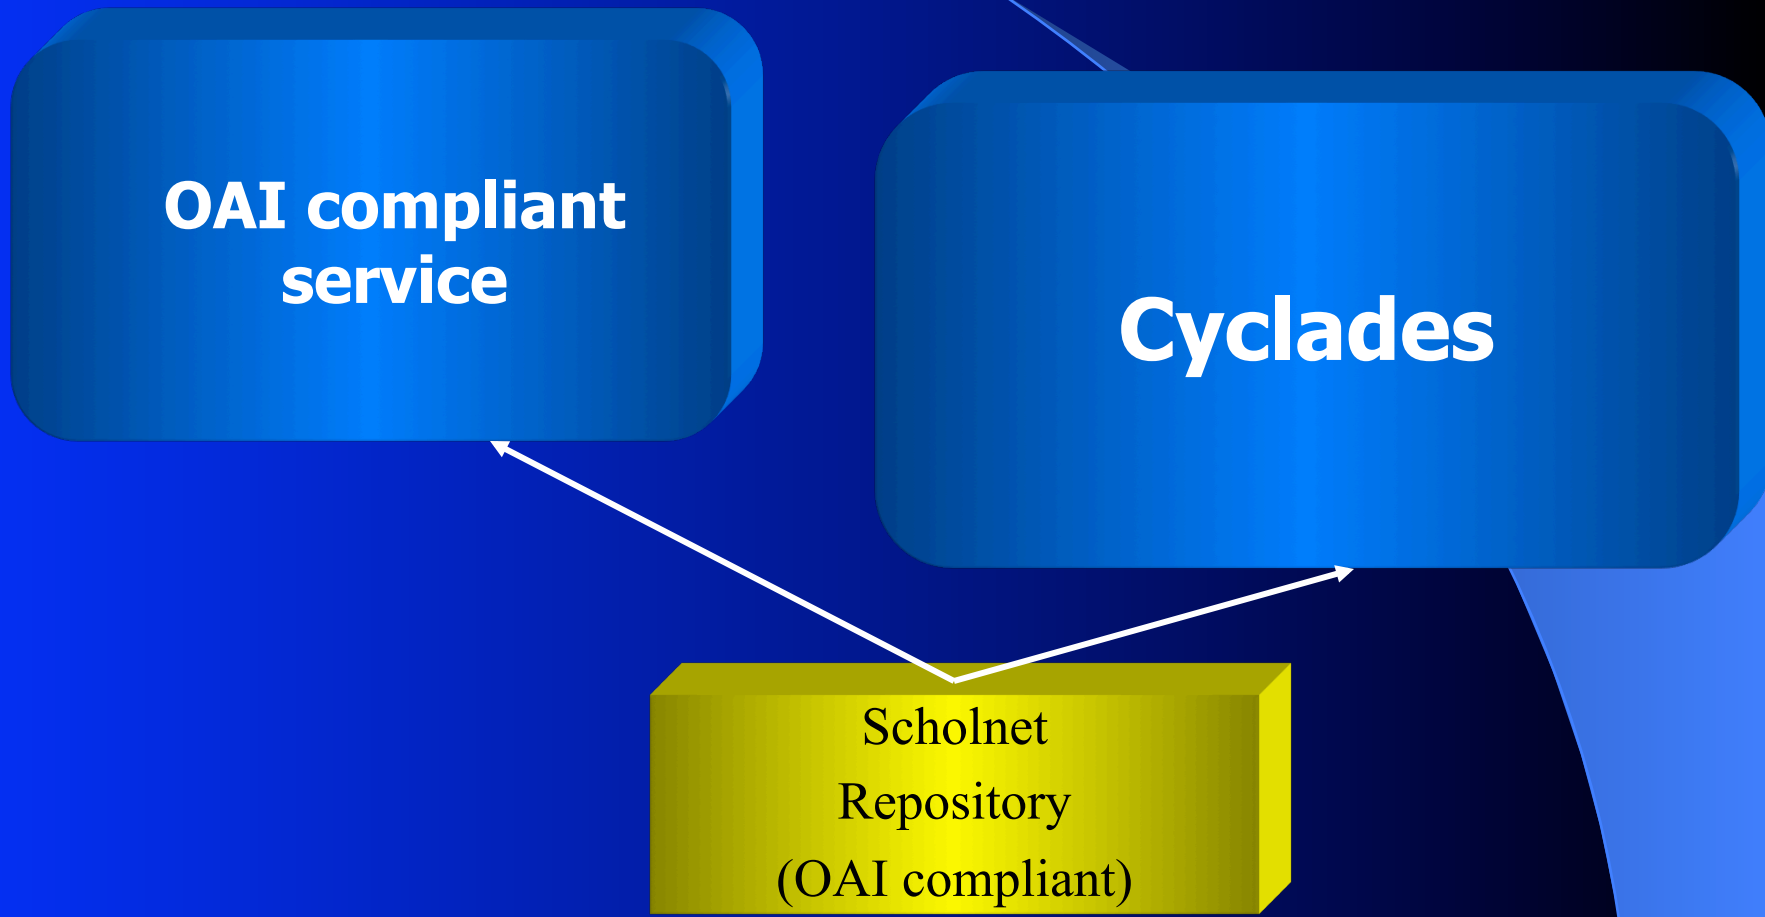 OAI compliant
service
Cyclades
Scholnet
Repository
(OAI compliant)